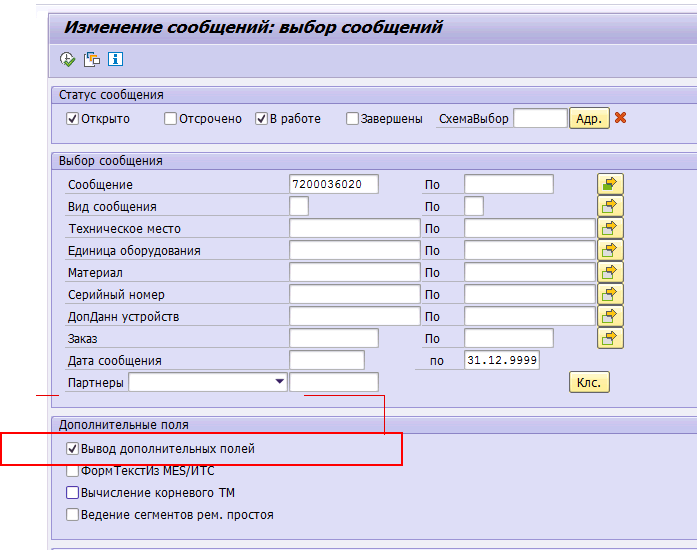 Изменение сообщений: выбор сообщений
Статус сообщения
Открыто Отсрочено В работе Завершены СхемаВыбор Адр.
Выбор сообщения
Сообщение 7200036020 По
Вид сообщения По
Техническое место По
Единица оборудования По
Материал По
Серийный номер По
ДопДанн устройств По
Заказ По
Дата сообщения по 31.12.9999
Партнеры Клс.
Дополнительные поля
Вывод дополнительных полей
ФормТекстИз MES/ИТС
Вычисление корневого ТМ
Ведение сегментов рем. простоя